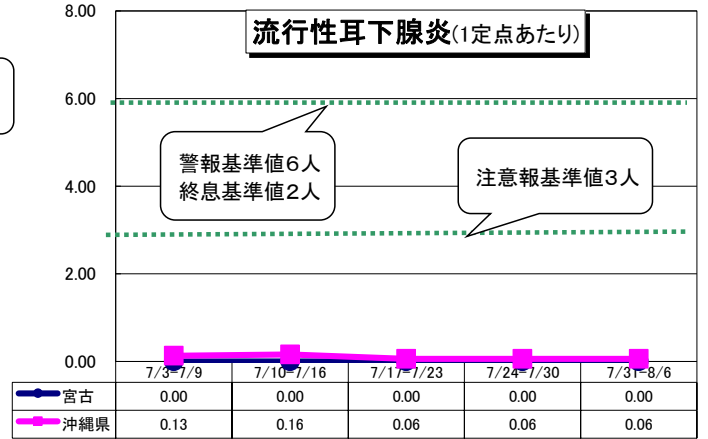 流行性耳下腺炎(1定点あたり)
8.00
6.00
警報基準値6人
終息基準値2人
注意報基準値3人
4.00
2.00
0.00
7/3-7/9 7/10-7/16 7/17-7/23 7/24-7/30 7/31-8/6
宮古 0.00 0.00 0.00 0.00 0.00
沖縄県 0.13 0.16 0.06 0.06 0.06